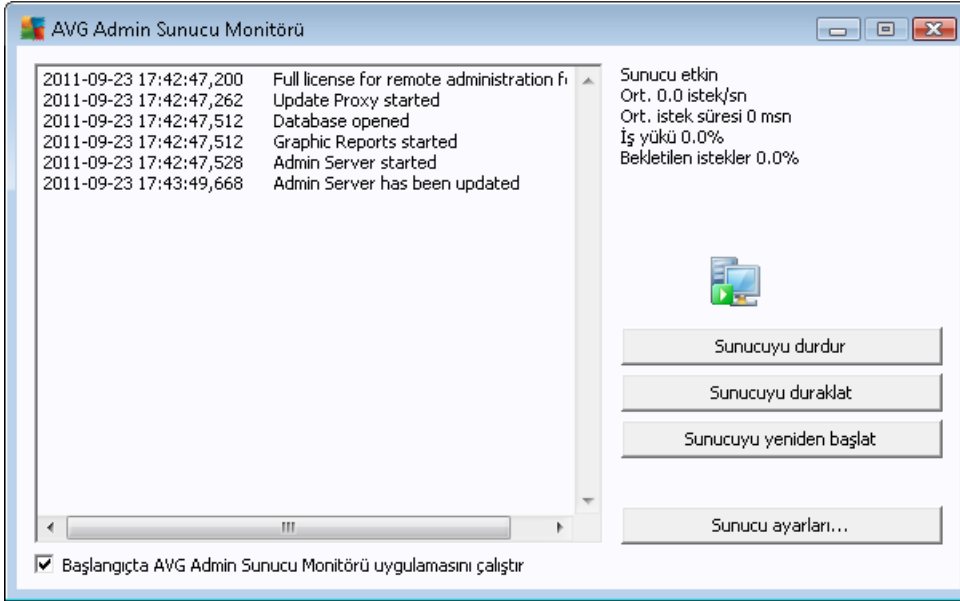 AVG Admin Sunucu Monitörü
2011-09-23 17:42:47,200 Full license for remote administration
2011-09-23 17:42:47,262 Update Proxy started
2011-09-23 17:42:47,512 Database opened
2011-09-23 17:42:47,512 Graphic Reports started
2011-09-23 17:42:47,528 Admin Server started
2011-09-23 17:43:49,668 Admin Server has been updated
Sunucu etkin
Ort. 0.0 istek/sn
Ort. istek süresi 0 msn
İş yükü 0.0%
Bekletilen istekler 0.0%
Sunucuyu durdur
Sunucuyu duraklat
Sunucuyu yeniden başlat
Sunucu ayarları...
Başlangıçta AVG Admin Sunucu Monitörü uygulamasını çalıştır